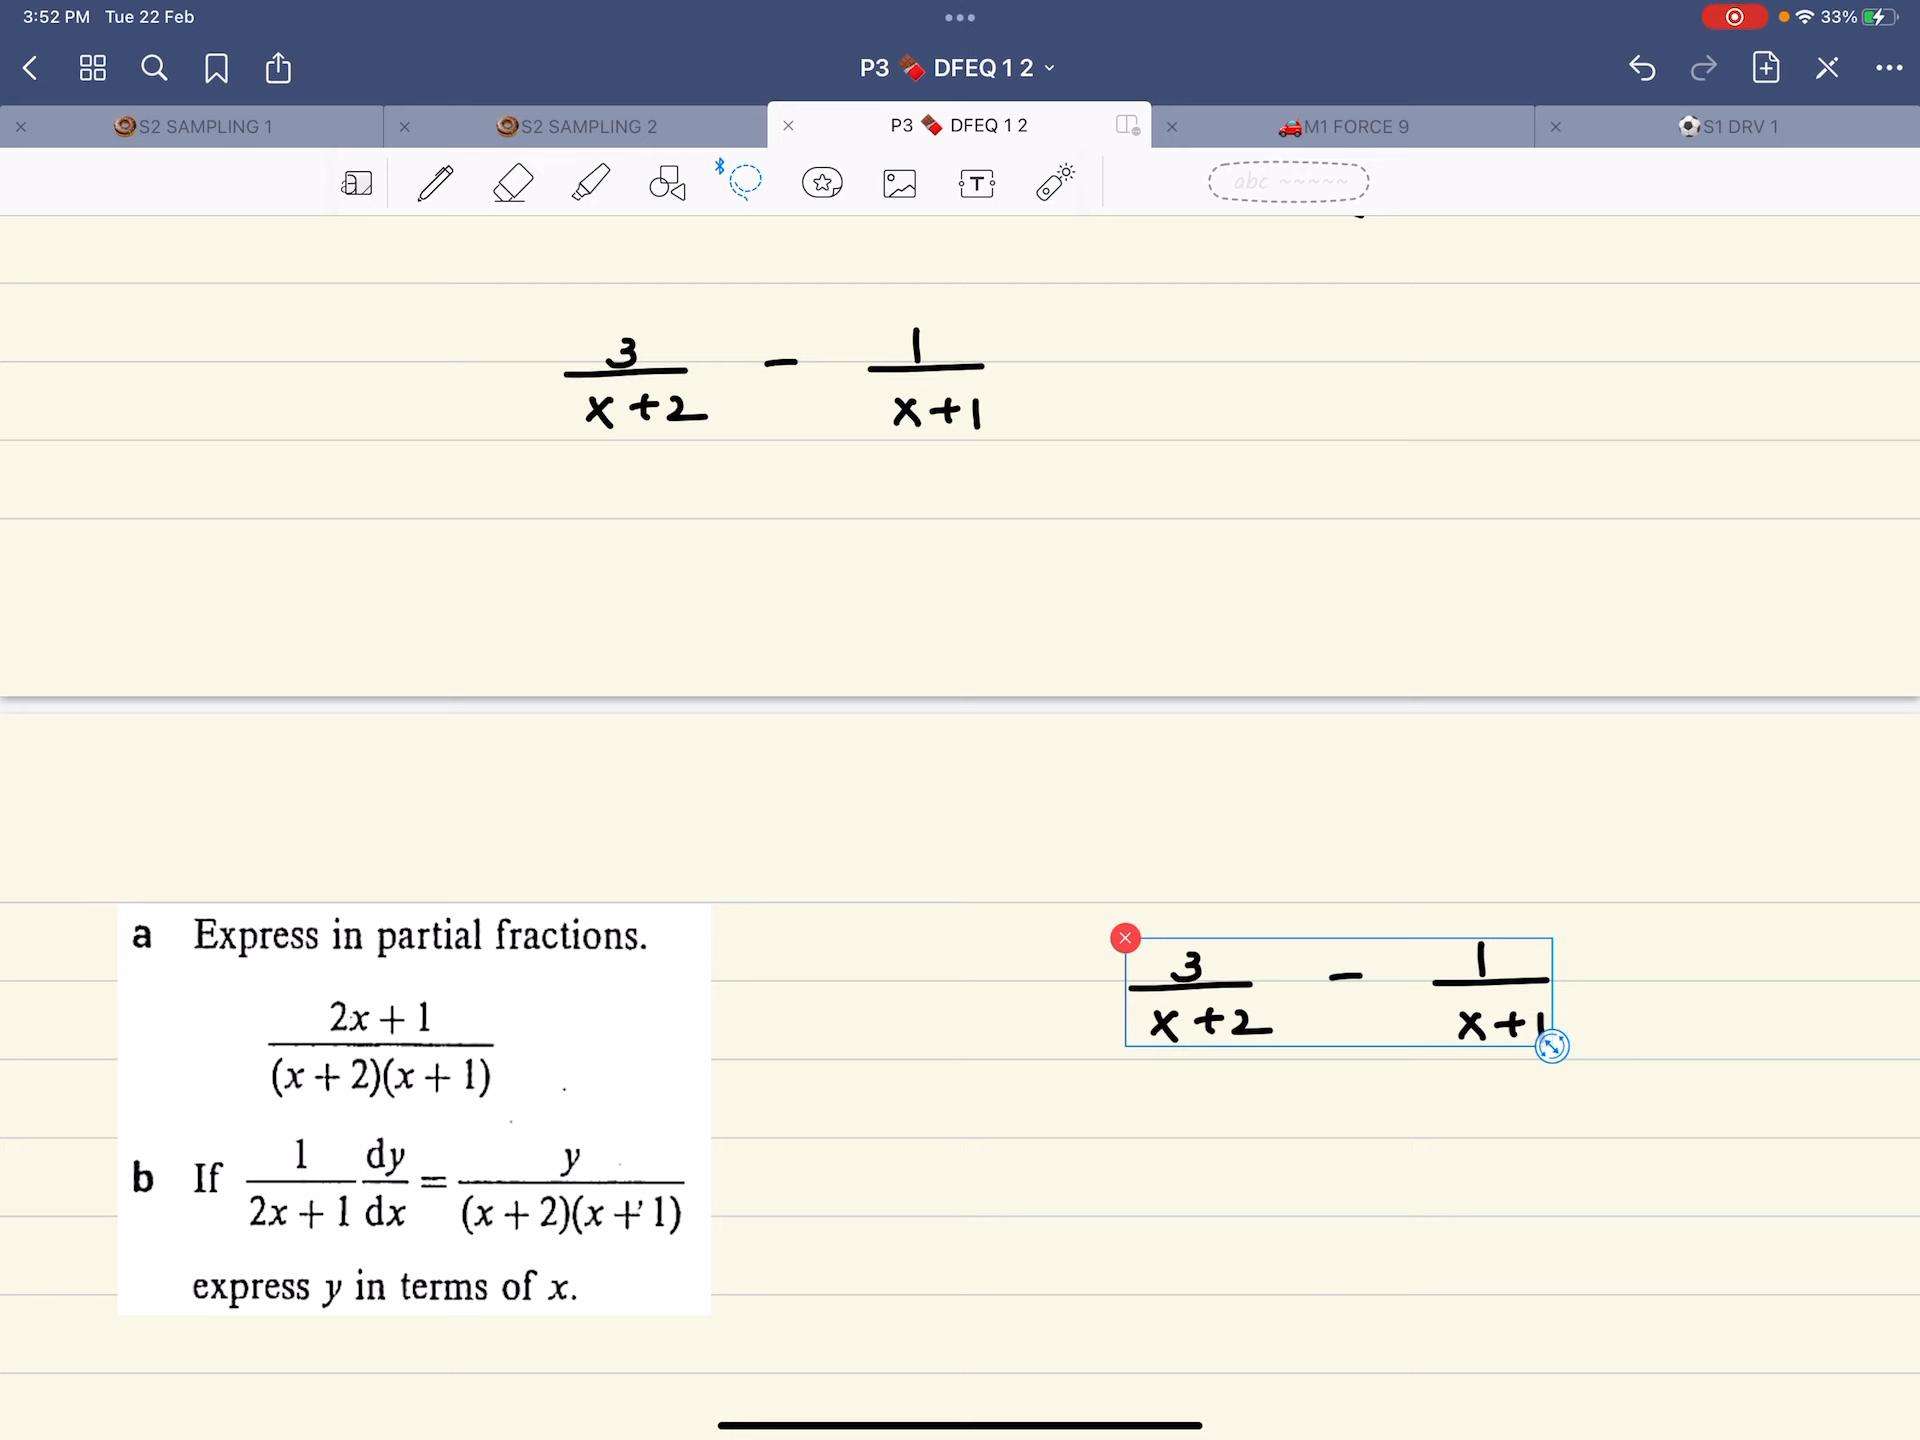 3:52 PM Tue 22 Feb
33%
P3 🍫 DFEQ 1 2
S2 SAMPLING 1
S2 SAMPLING 2
P3 🍫 DFEQ 1 2
M1 FORCE 9
S1 DRV 1
abc
3/(x+2) - 1/(x+1)
a Express in partial fractions.
(2x + 1)/((x + 2)(x + 1))
b If 1/(2x + 1) dy/dx = y/((x + 2)(x + 1))
express y in terms of x.
3/(x+2) - 1/(x+1)